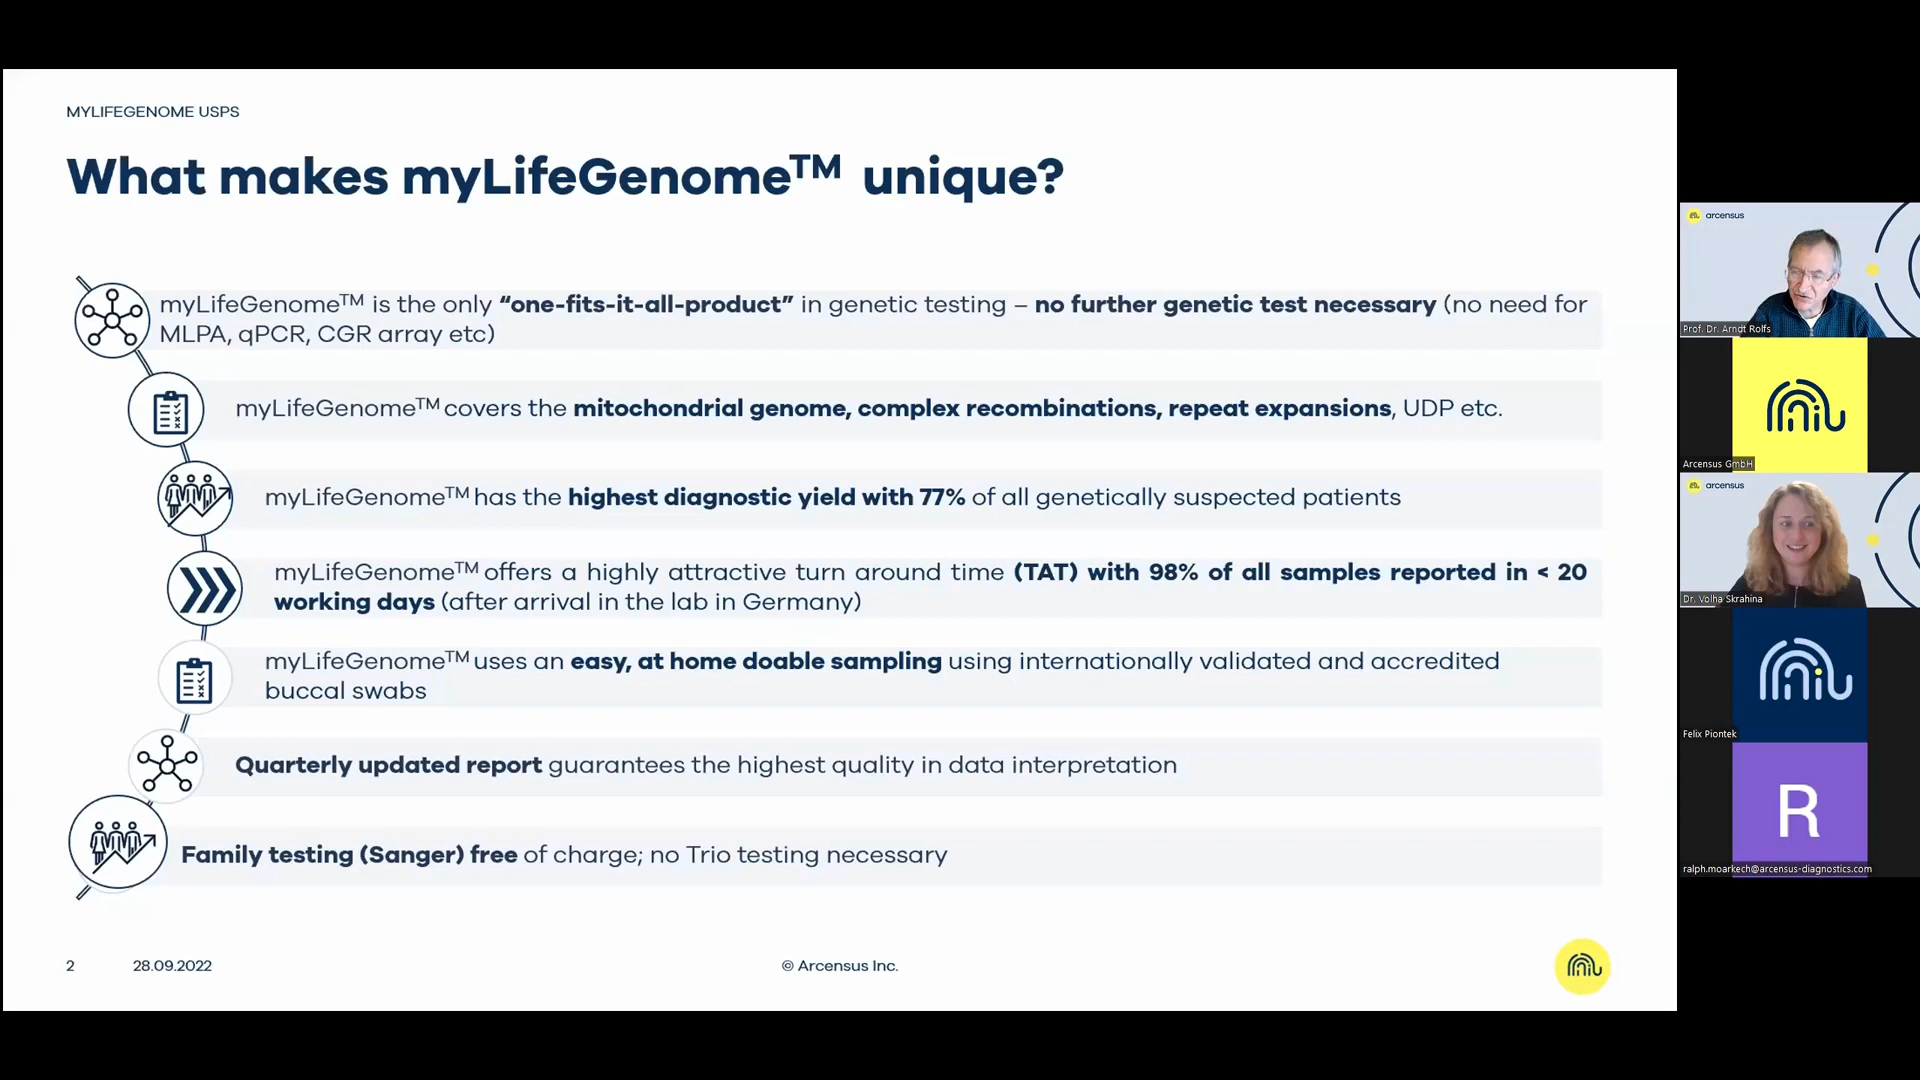 MYLIFEGENOME USPS
What makes myLifeGenome™ unique?
myLifeGenome™ is the only “one-fits-it-all-product” in genetic testing – no further genetic test necessary (no need for
MLPA, qPCR, CGR array etc)
myLifeGenome™ covers the mitochondrial genome, complex recombinations, repeat expansions, UDP etc.
myLifeGenome™ has the highest diagnostic yield with 77% of all genetically suspected patients
myLifeGenome™ offers a highly attractive turn around time (TAT) with 98% of all samples reported in < 20
working days (after arrival in the lab in Germany)
myLifeGenome™ uses an easy, at home doable sampling using internationally validated and accredited
buccal swabs
Quarterly updated report guarantees the highest quality in data interpretation
Family testing (Sanger) free of charge; no Trio testing necessary
2
28.09.2022
© Arcensus Inc.
arcensus
Prof. Dr. Arndt Rolfs
Arcensus GmbH
arcensus
Dr. Volha Skrahina
Felix Piontek
R
ralph.moarkech@arcensus-diagnostics.com